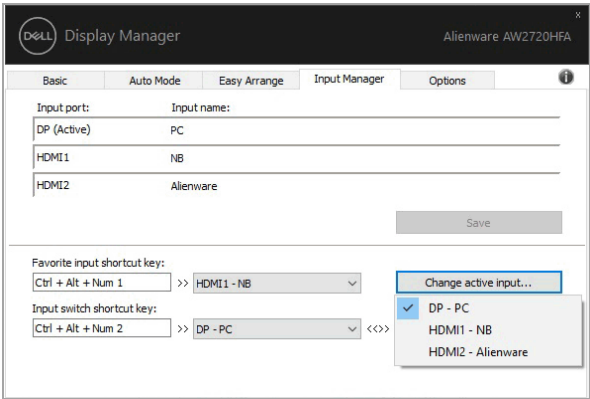 x
DELL Display Manager Alienware AW2720HFA
Basic Auto Mode Easy Arrange Input Manager Options i
Input port: Input name:
DP (Active) PC
HDMI1 NB
HDMI2 Alienware
Save
Favorite input shortcut key:
Ctrl + Alt + Num 1 >> HDMI1 - NB Change active input...
Input switch shortcut key:
Ctrl + Alt + Num 2 >> DP - PC <<>>
DP - PC
HDMI1 - NB
HDMI2 - Alienware